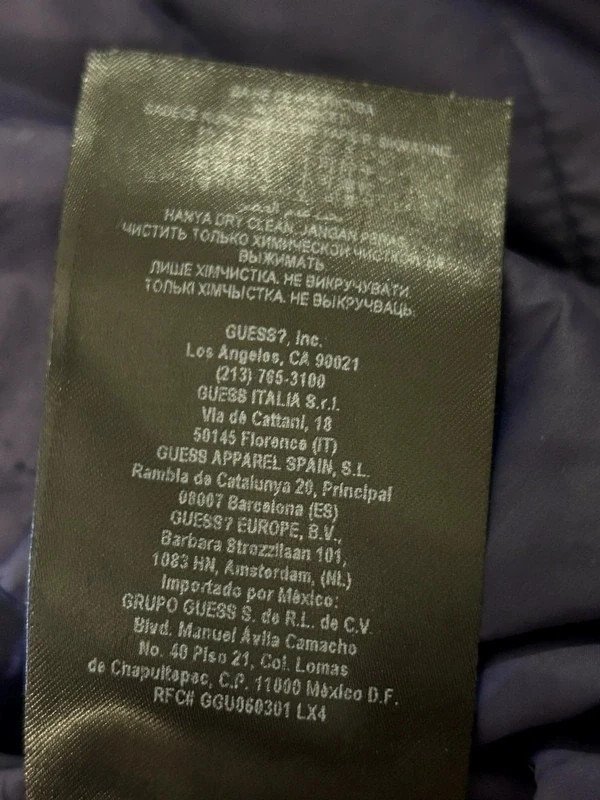 HANYA DRY CLEAN. JANGAN PERAS.
ЧИСТИТЬ ТОЛЬКО ХИМИЧЕСКОЙ
ВЫЖИМАТЬ
ЛИШЕ ХІМЧИСТКА. НЕ ВИКРУЧУВАТИ.
ТОЛЬКІ ХІМЧЫСТКА. НЕ ВЫКРУЧВАЦЬ.
GUESS?, Inc.
Los Angeles, CA 90021
(213) 765-3100
GUESS ITALIA S.r.l.
Via de Cattani, 18
50145 Florence (IT)
GUESS APPAREL SPAIN, S.L.
Rambla de Catalunya 20, Principal
08007 Barcelona (ES)
GUESS? EUROPE, B.V.,
Barbara Strozzilaan 101,
1083 HN, Amsterdam, (NL)
Importado por México:
GRUPO GUESS S. de R.L. de C.V.
Blvd. Manuel Ávila Camacho
No. 40 Piso 21, Col. Lomas
de Chapultepec, C.P. 11000 México D.F.
RFC# GGU060301 LX4